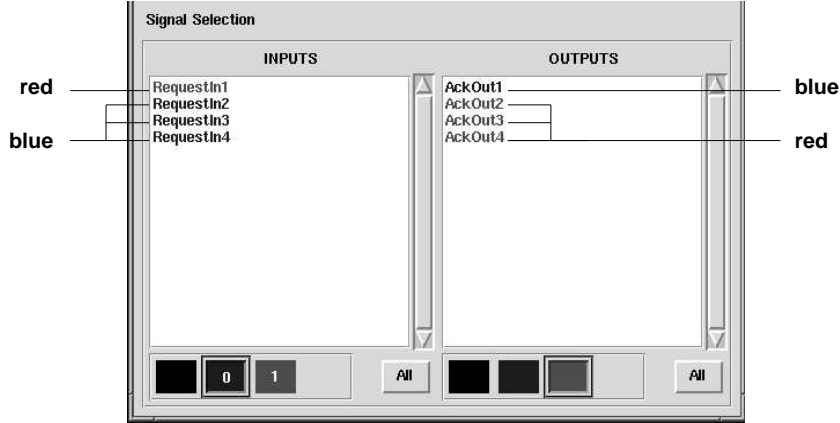 Signal Selection
INPUTS
OUTPUTS
red
RequestIn1
RequestIn2
RequestIn3
blue
RequestIn4
AckOut1
blue
AckOut2
AckOut3
AckOut4
red
0
1
All
All